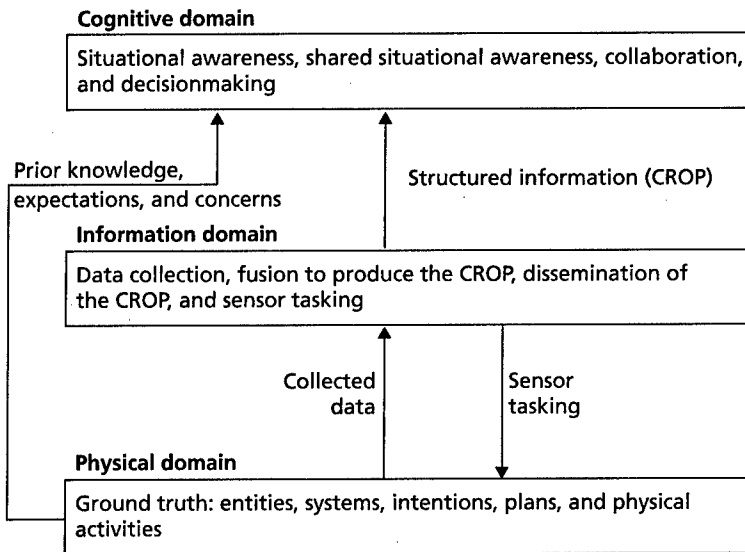 Cognitive domain
Situational awareness, shared situational awareness, collaboration,
and decisionmaking
Prior knowledge,
expectations, and concerns
Structured information (CROP)
Information domain
Data collection, fusion to produce the CROP, dissemination of
the CROP, and sensor tasking
Collected
data
Sensor
tasking
Physical domain
Ground truth: entities, systems, intentions, plans, and physical
activities